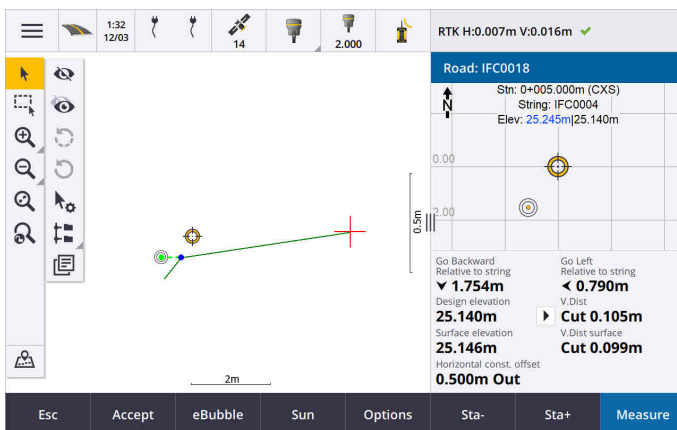 1:32
12/03
14
2.000
RTK H:0.007m V:0.016m
Road: IFC0018
Stn: 0+005.000m (CXS)
N
String: IFC0004
Elev: 25.245m|25.140m
0.00
2.00
0.5m
2m
Go Backward
Relative to string
1.754m
Go Left
Relative to string
0.790m
Design elevation
25.140m
V.Dist
Cut 0.105m
Surface elevation
25.146m
V.Dist surface
Cut 0.099m
Horizontal const. offset
0.500m Out
Esc
Accept
eBubble
Sun
Options
Sta-
Sta+
Measure